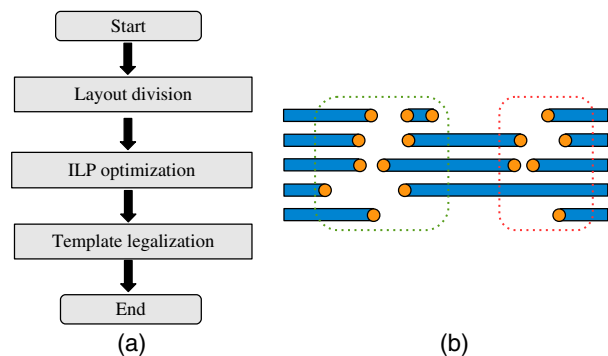 Start
Layout division
ILP optimization
Template legalization
End
(a)
(b)